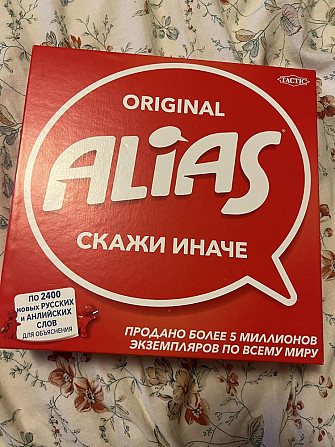 TACTIC
ORIGINAL
ALiAS
СКАЖИ ИНАЧЕ
ПО 2400
новых РУССКИХ
и АНЛИЙСКИХ
СЛОВ
ДЛЯ ОБЪЯСНЕНИЯ
ПРОДАНО БОЛЕЕ 5 МИЛЛИОНОВ
ЭКЗЕМПЛЯРОВ ПО ВСЕМУ МИРУ